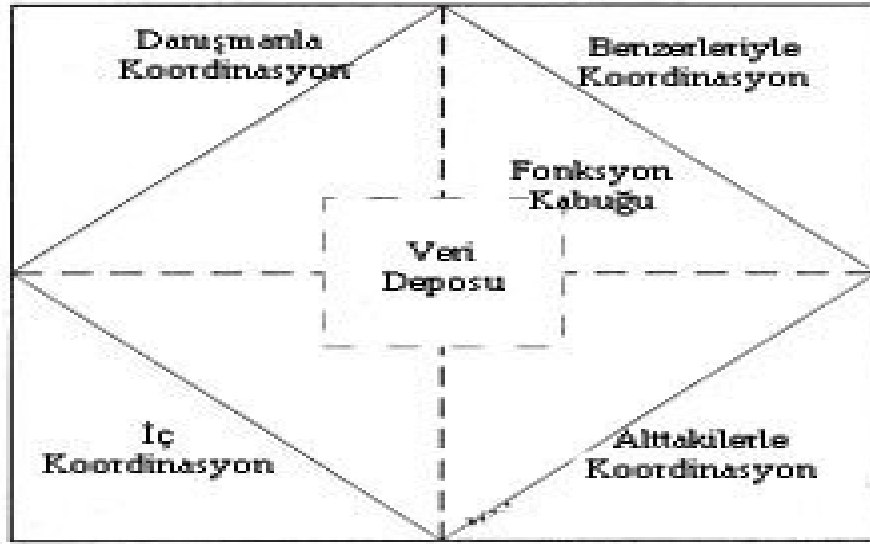 Danışmanla
Koordinasyon
Benzerleriyle
Koordinasyon
Fonksyon
Kabuğu
Veri
Deposu
İç
Koordinasyon
Alttakilerle
Koordinasyon